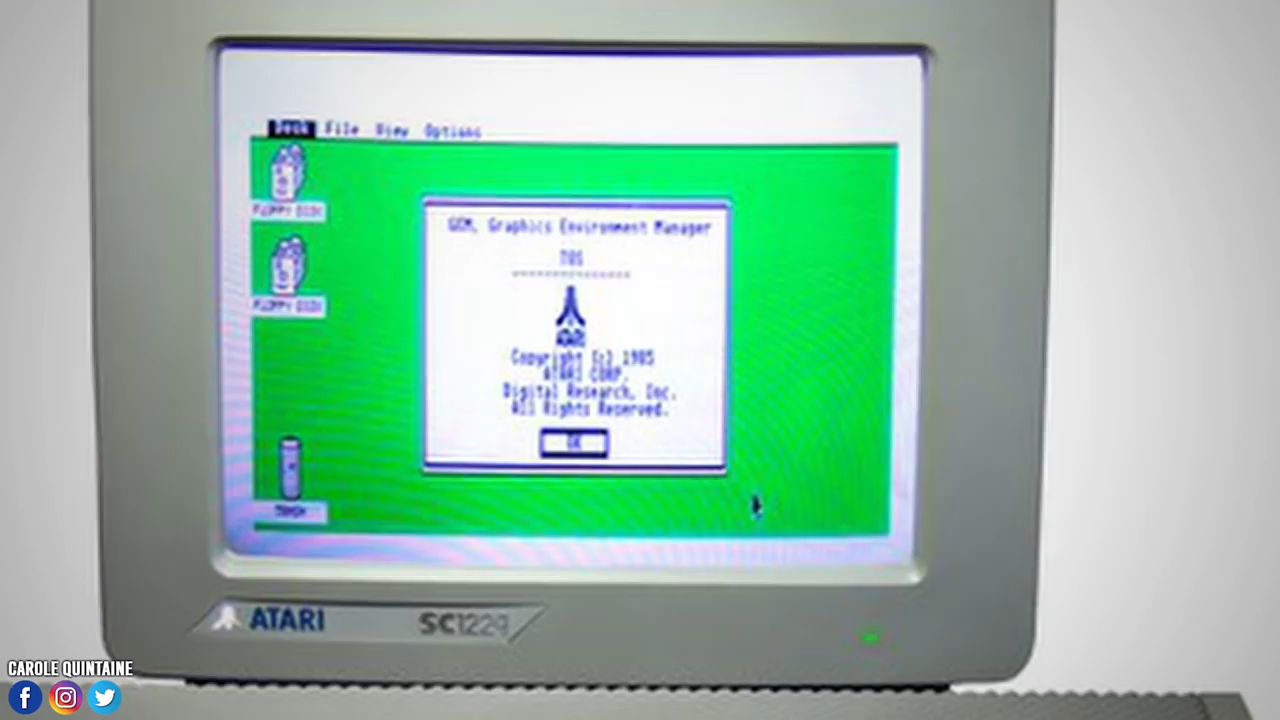 Desk File View Options
FLOPPY DISK
GEM, Graphics Environment Manager
TOS
ATARI
Copyright (c) 1985
ATARI CORP.
Digital Research, Inc.
All Rights Reserved.
OK
FLOPPY DISK
TRASH
ATARI SC1224
CAROLE QUINTAINE